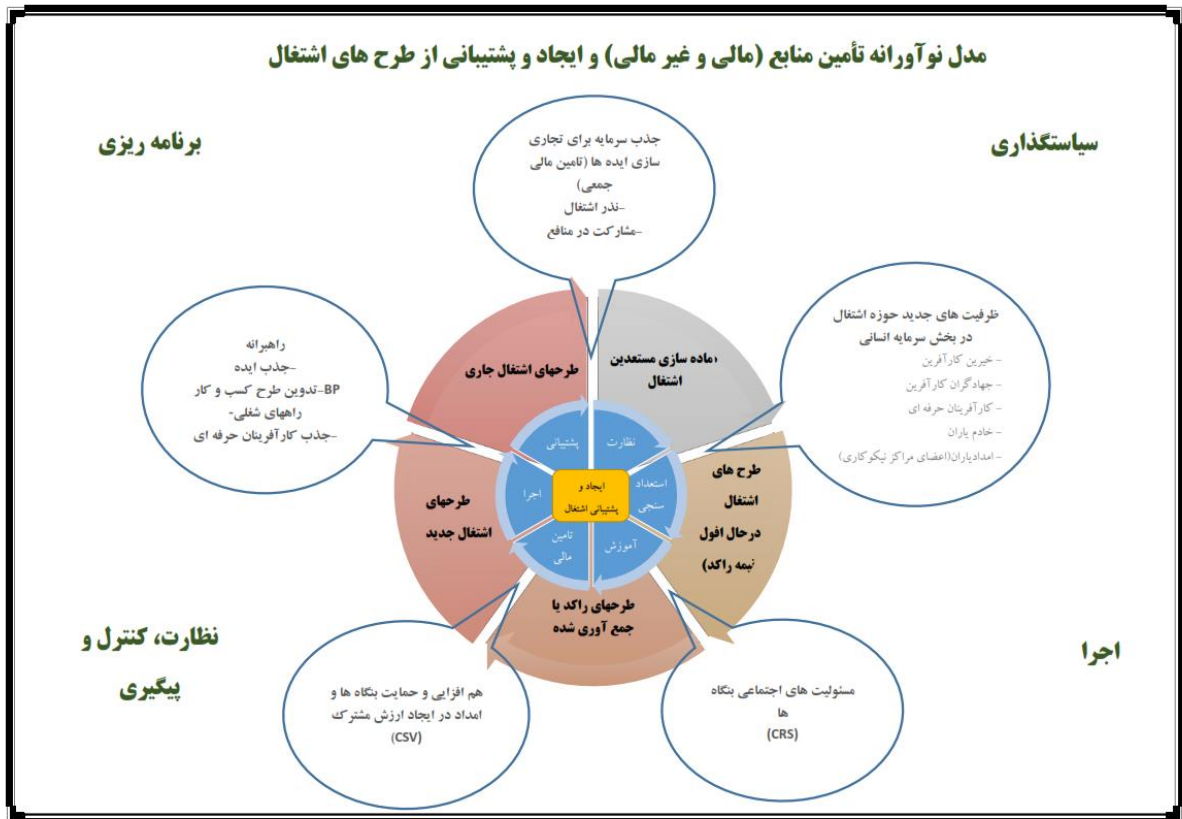 مدل نوآورانه تأمین منابع (مالی و غیر مالی) و ایجاد و پشتیبانی از طرح های اشتغال
سیاستگذاری
برنامه ریزی
جذب سرمایه برای تجاری
سازی ایده ها (تامین مالی
جمعی)
-نذر اشتغال
-مشارکت در منافع
ظرفیت های جدید حوزه اشتغال
در بخش سرمایه انسانی
- خیرین کارآفرین
- جهادگران کارآفرین
- کارآفرینان حرفه ای
- خادم یاران
- امدادیاران(اعضای مراکز نیکوکاری)
راهبرانه
-جذب ایده
-تدوین طرح کسب و کار BP
راههای شغلی-
-جذب کارآفرینان حرفه ای
ماده سازی مستعدین
اشتغال
طرحهای اشتغال جاری
طرح های
اشتغال
درحال افول
نیمه راکد)
طرحهای راکد یا
جمع آوری شده
طرحهای
اشتغال جدید
نظارت
استعداد
سنجی
آموزش
تامین
مالی
اجرا
پشتیبانی
ایجاد و
پشتیبانی اشتغال
اجرا
مسئولیت های اجتماعی بنگاه
ها
(CRS)
هم افزایی و حمایت بنگاه ها و
امداد در ایجاد ارزش مشترک
(CSV)
نظارت، کنترل و
پیگیری